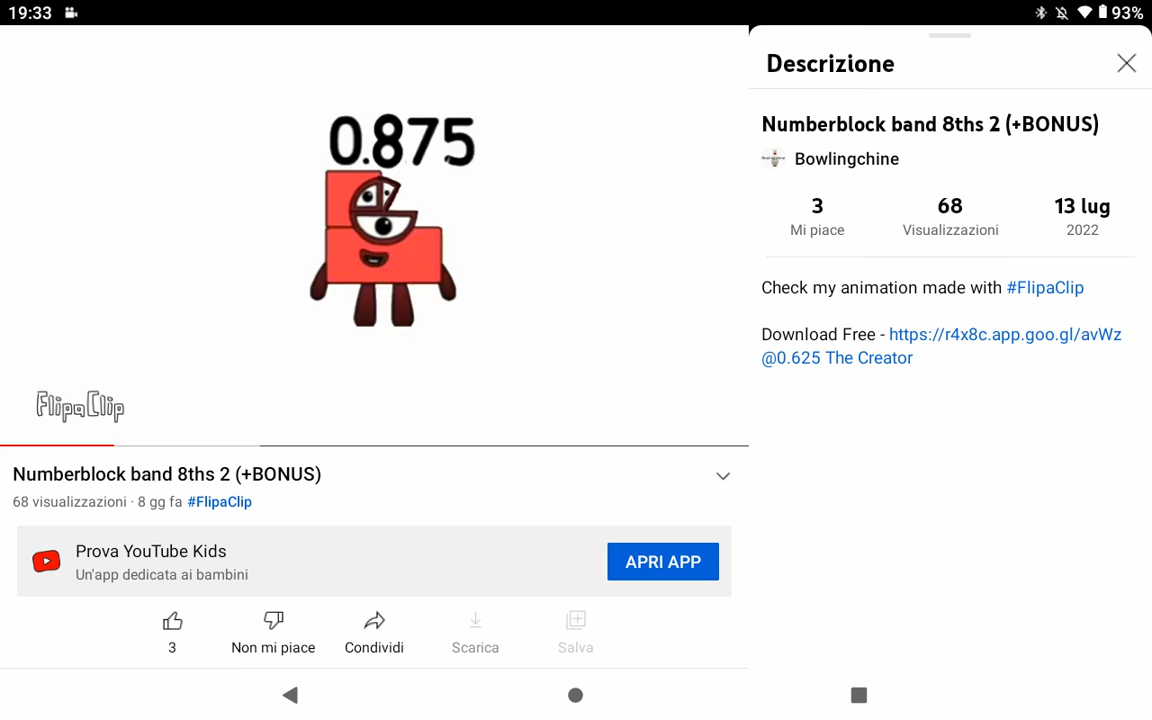 19:33
93%
0.875
FlipaClip
Numberblock band 8ths 2 (+BONUS)
68 visualizzazioni · 8 gg fa #FlipaClip
Prova YouTube Kids
Un'app dedicata ai bambini
APRI APP
3
Non mi piace
Condividi
Scarica
Salva
Descrizione
Numberblock band 8ths 2 (+BONUS)
Bowlingchine
3
Mi piace
68
Visualizzazioni
13 lug
2022
Check my animation made with #FlipaClip
Download Free - https://r4x8c.app.goo.gl/avWz
@0.625 The Creator